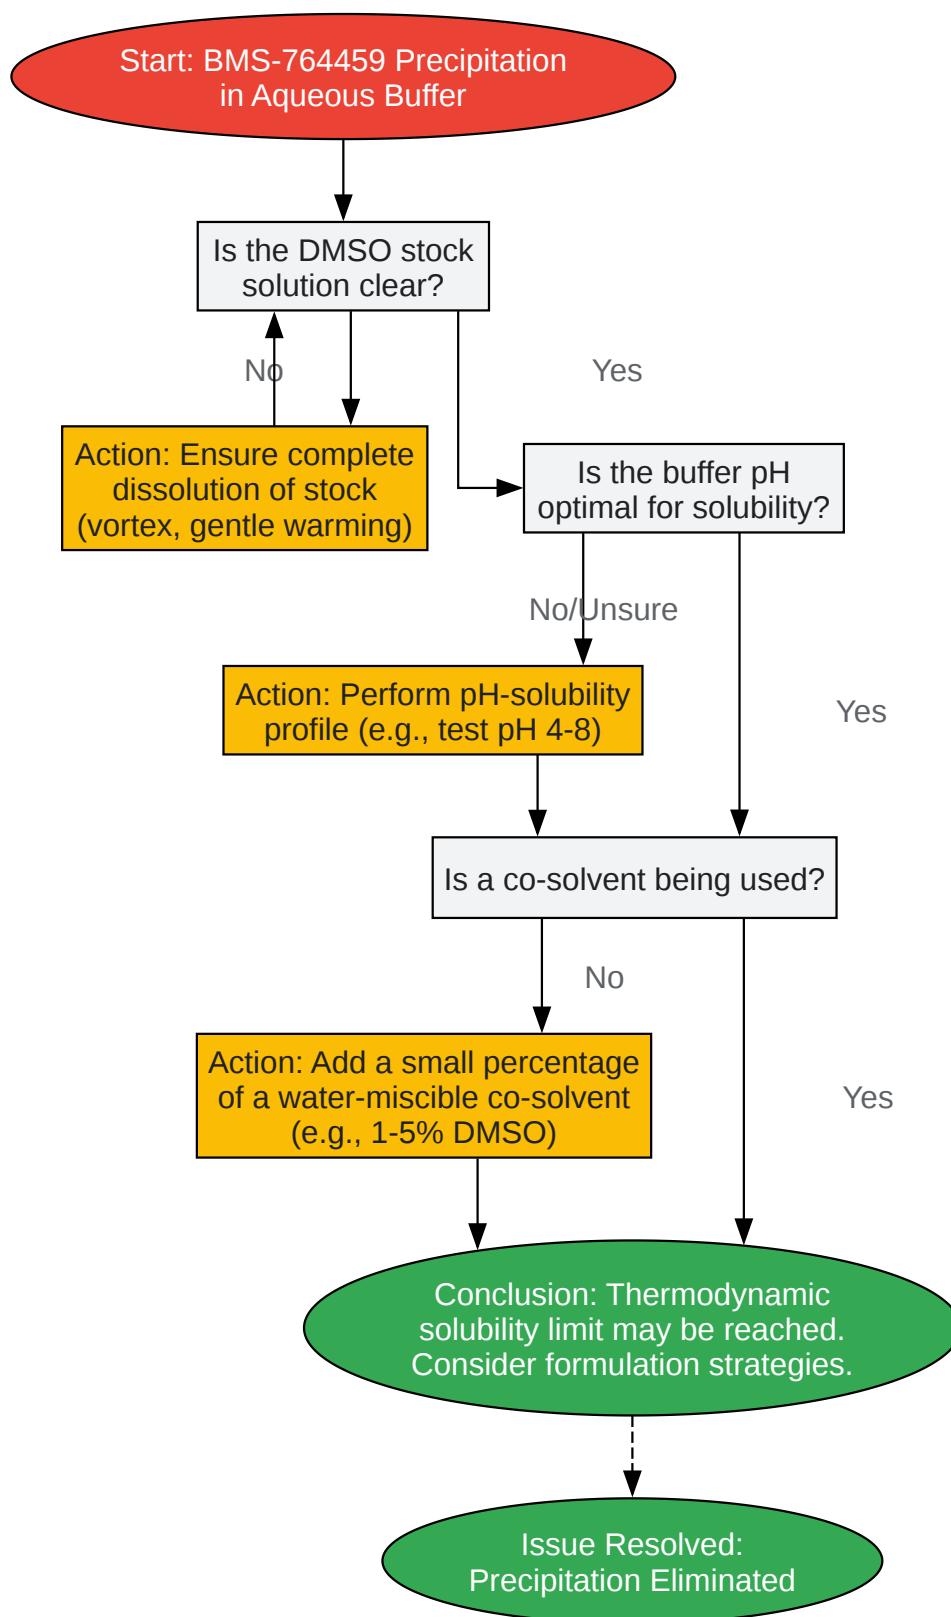 Start: BMS-764459 Precipitation
in Aqueous Buffer
Is the DMSO stock
solution clear?
No
Yes
Action: Ensure complete
dissolution of stock
(vortex, gentle warming)
Is the buffer pH
optimal for solubility?
No/Unsure
Action: Perform pH-solubility
profile (e.g., test pH 4-8)
Yes
Is a co-solvent being used?
No
Action: Add a small percentage
of a water-miscible co-solvent
(e.g., 1-5% DMSO)
Yes
Conclusion: Thermodynamic
solubility limit may be reached.
Consider formulation strategies.
Issue Resolved:
Precipitation Eliminated